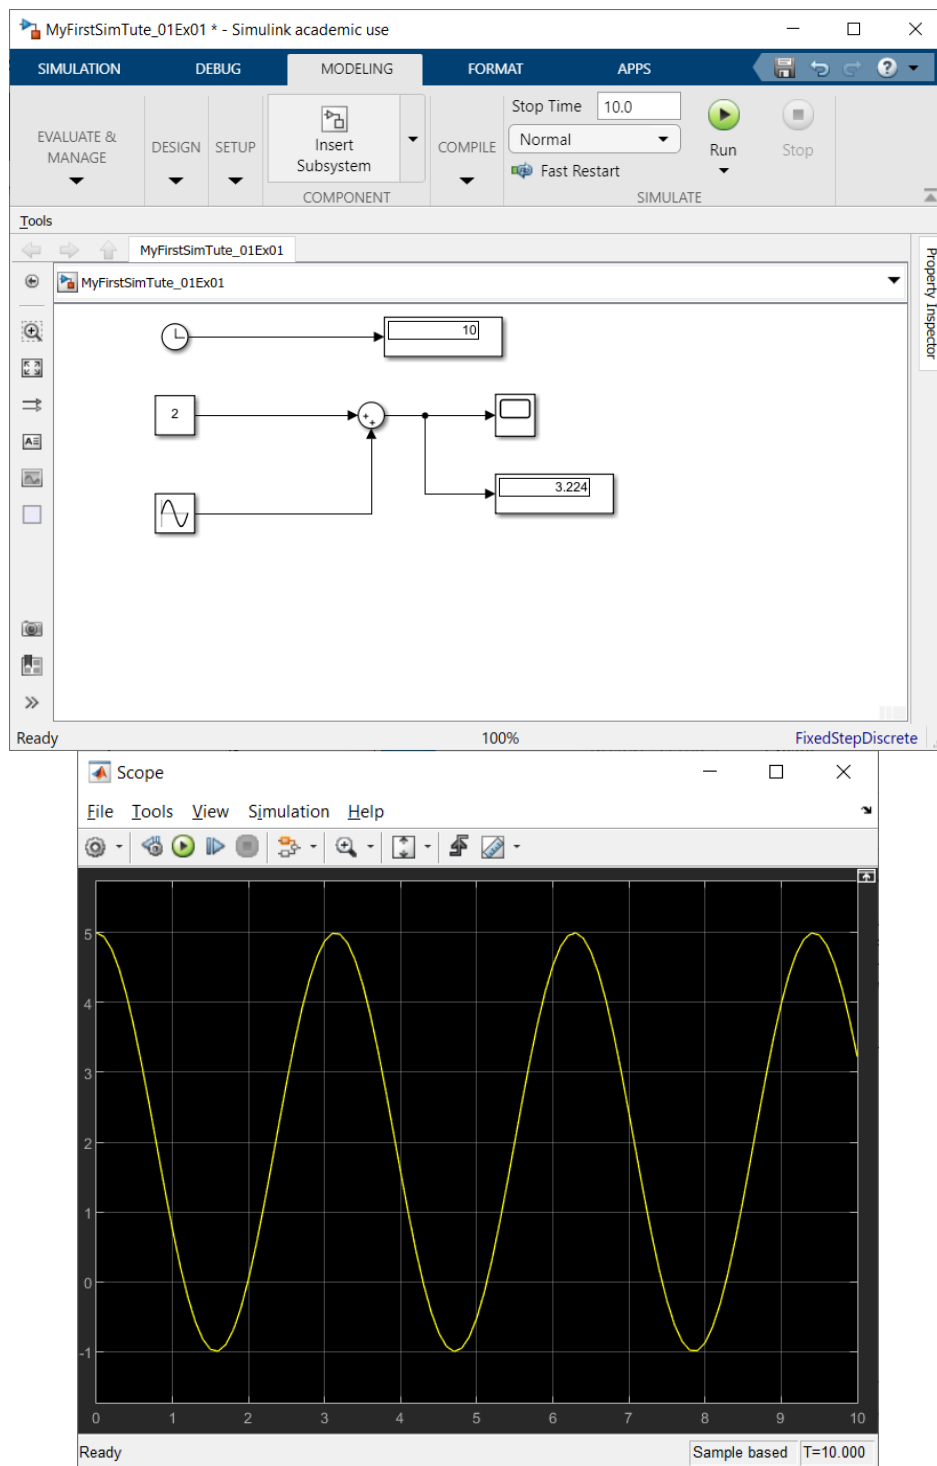 MyFirstSimTute_01Ex01 * - Simulink academic use
SIMULATION DEBUG MODELING FORMAT APPS
EVALUATE & MANAGE
DESIGN
SETUP
Insert Subsystem
COMPONENT
COMPILE
Stop Time 10.0
Normal
Fast Restart
Run
Stop
SIMULATE
Tools
MyFirstSimTute_01Ex01
MyFirstSimTute_01Ex01
Property Inspector
10
2
+
+
3.224
Ready 100% FixedStepDiscrete
Scope
File Tools View Simulation Help
5
4
3
2
1
0
-1
0 1 2 3 4 5 6 7 8 9 10
Ready Sample based T=10.000